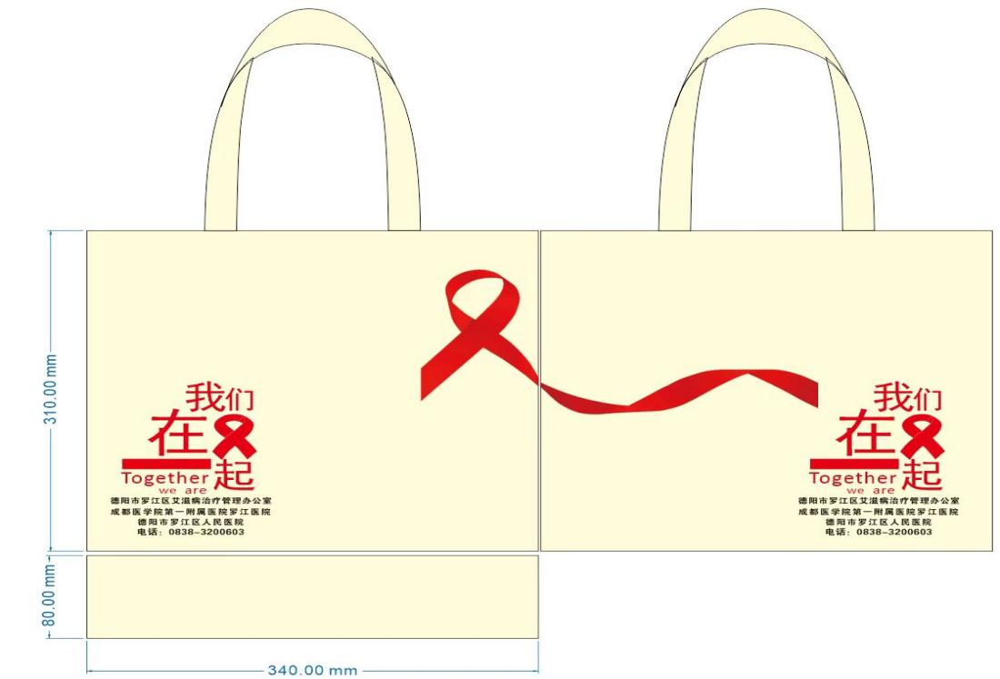 我们
在
Together 起
we are
德阳市罗江区艾滋病治疗管理办公室
成都医学院第一附属医院罗江医院
德阳市罗江区人民医院
电话：0838-3200603
我们
在
Together 起
we are
德阳市罗江区艾滋病治疗管理办公室
成都医学院第一附属医院罗江医院
德阳市罗江区人民医院
电话：0838-3200603
310.00 mm
80.00 mm
340.00 mm